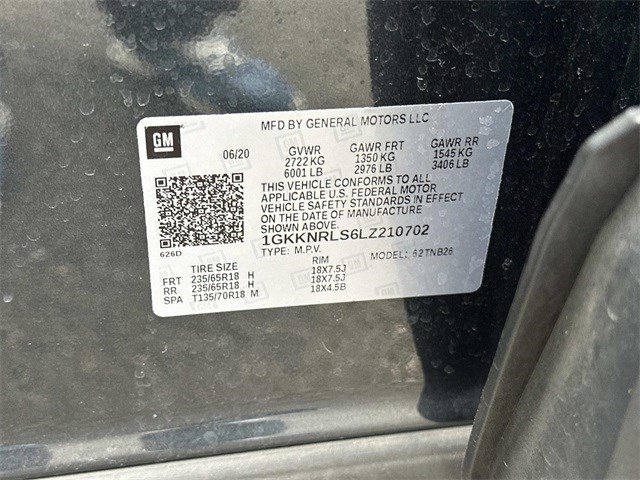 GM
MFD BY GENERAL MOTORS LLC
06/20 GVWR GAWR FRT GAWR RR
2722 KG 1350 KG 1545 KG
6001 LB 2976 LB 3406 LB
THIS VEHICLE CONFORMS TO ALL
APPLICABLE U.S. FEDERAL MOTOR
VEHICLE SAFETY STANDARDS IN EFFECT
ON THE DATE OF MANUFACTURE
SHOWN ABOVE.
1GKKNRLS6LZ210702
626D TYPE: M.P.V. MODEL: 62TNB26
TIRE SIZE RIM
FRT 235/65R18 H 18X7.5J
RR 235/65R18 H 18X7.5J
SPA T135/70R18 M 18X4.5B